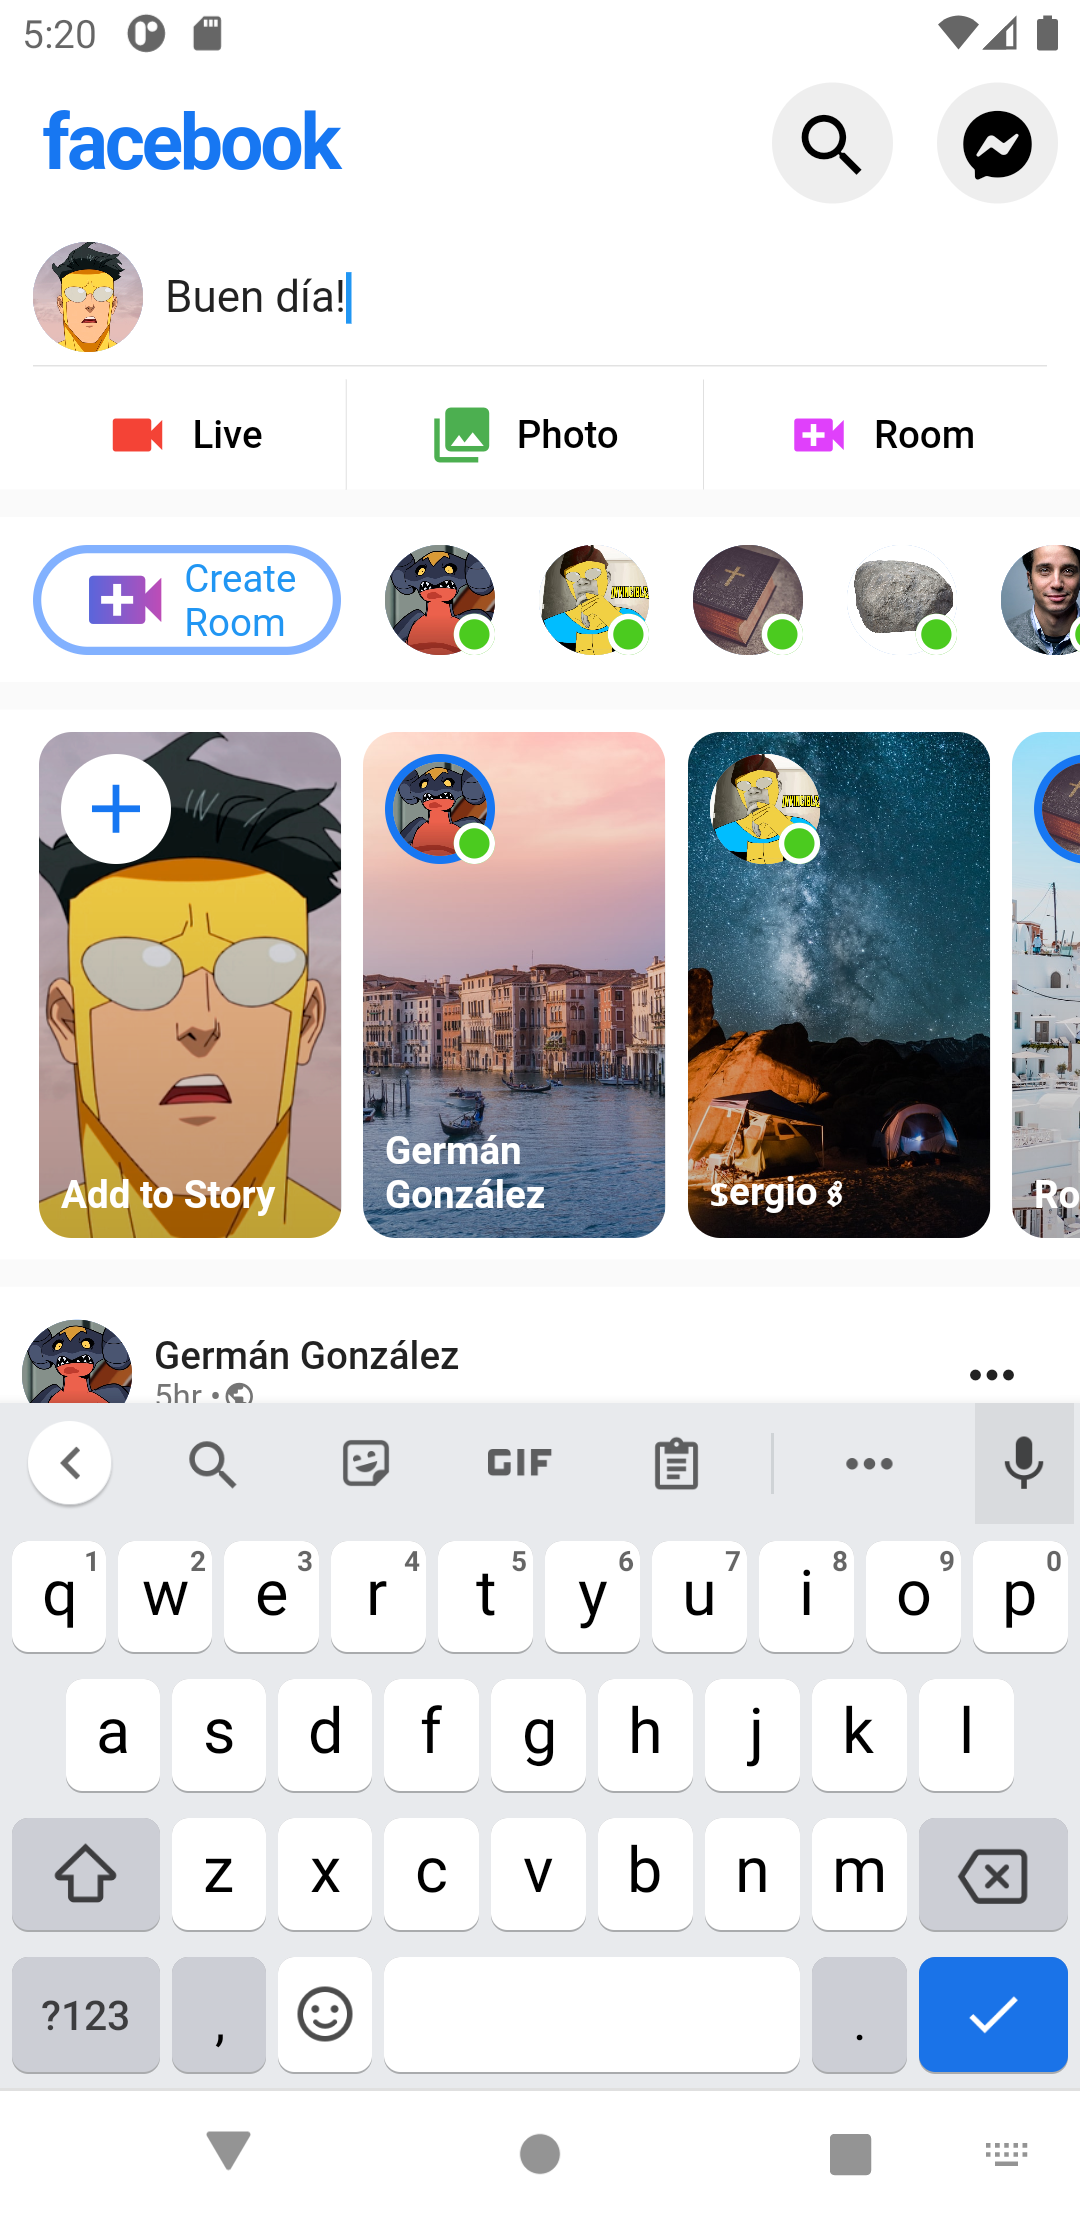 5:20
facebook
Buen día!
Live
Photo
Room
Create
Room
Add to Story
Germán
González
sergio
Ro
Germán González
5hr •
GIF
q 1 w 2 e 3 r 4 t 5 y 6 u 7 i 8 o 9 p 0
a s d f g h j k l
z x c v b n m
?123 , .